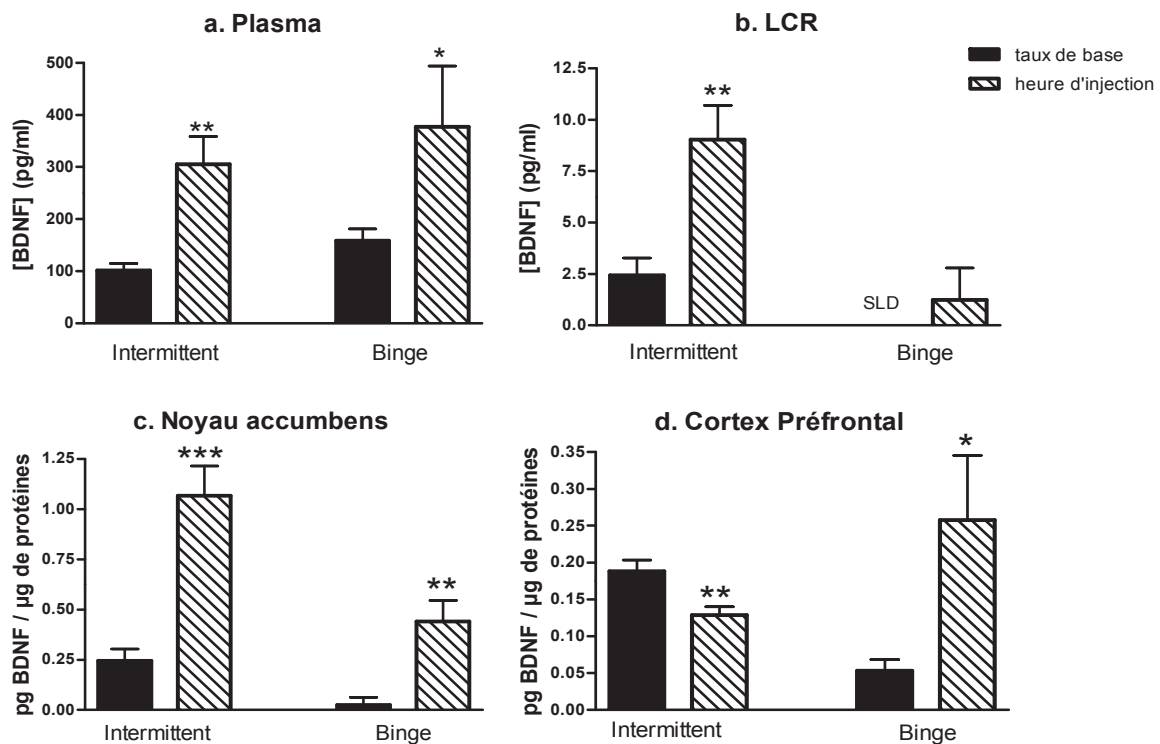 a. Plasma
[BDNF] (pg/ml)
500
400
300
200
100
0
**
*
Intermittent
Binge
b. LCR
[BDNF] (pg/ml)
12.5
10.0
7.5
5.0
2.5
0.0
**
SLD
Intermittent
Binge
taux de base
heure d'injection
c. Noyau accumbens
pg BDNF / µg de protéines
1.25
1.00
0.75
0.50
0.25
0.00
***
**
Intermittent
Binge
d. Cortex Préfrontal
pg BDNF / µg de protéines
0.35
0.30
0.25
0.20
0.15
0.10
0.05
0.00
**
*
Intermittent
Binge